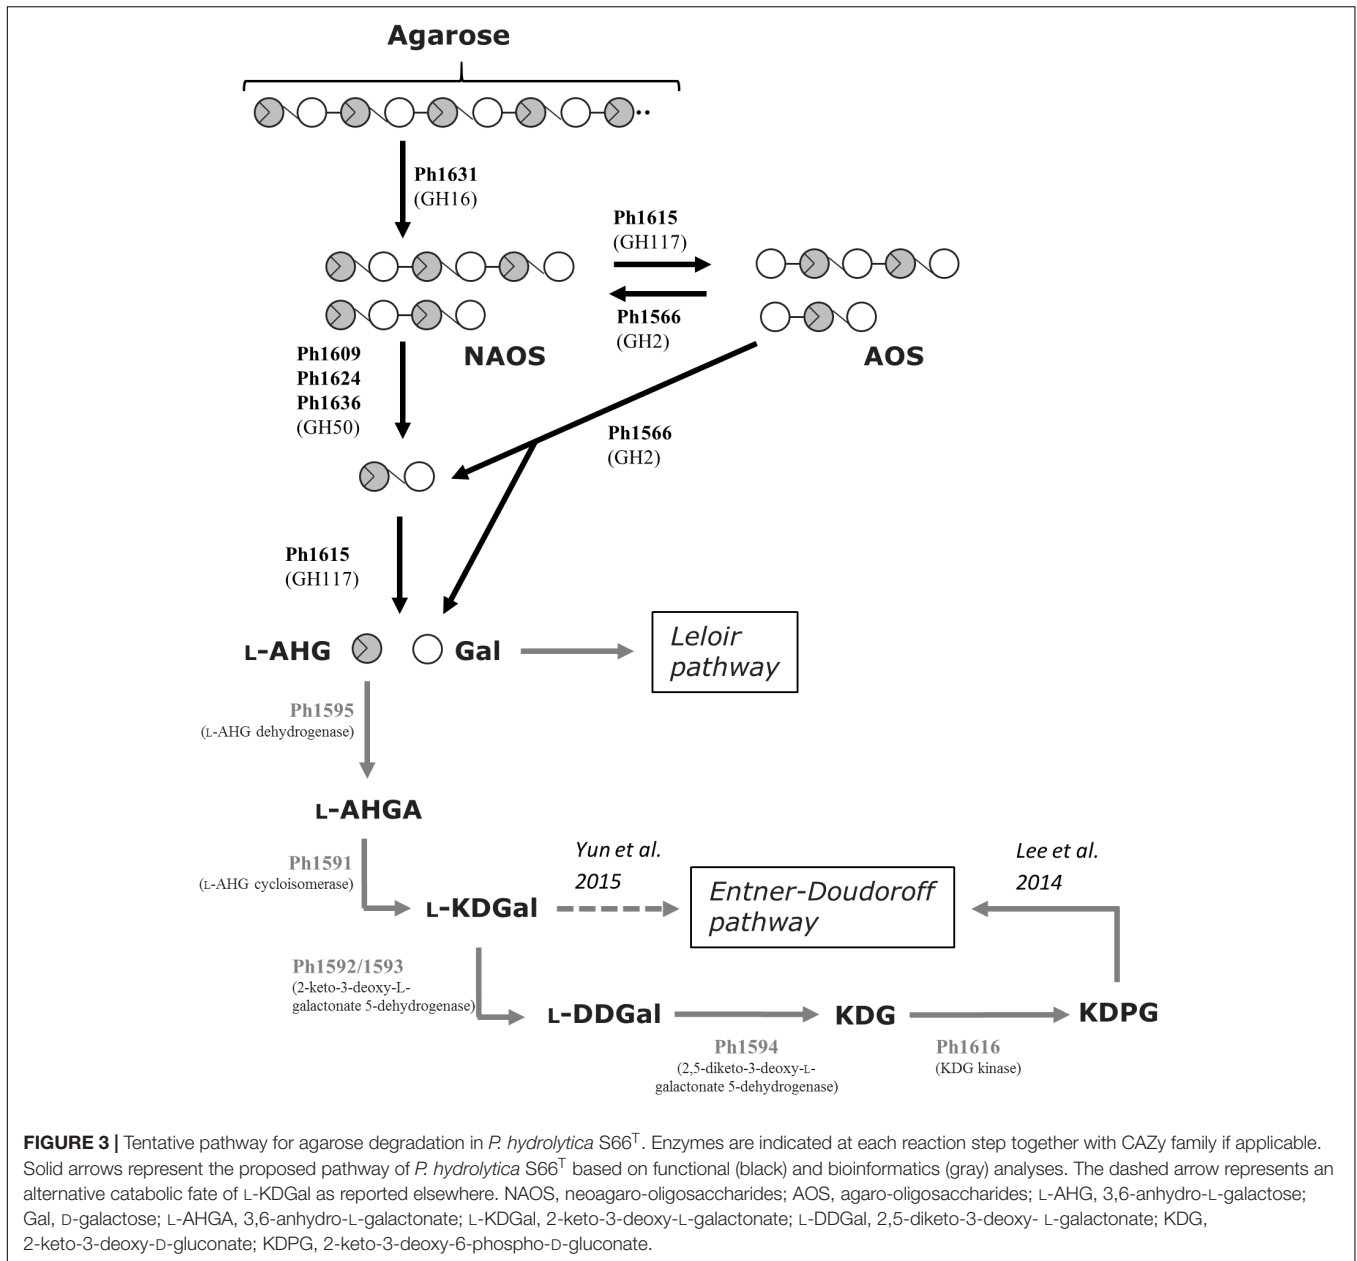 Agarose
Ph1631
(GH16)
Ph1615
(GH117)
Ph1566
(GH2)
NAOS
AOS
Ph1609
Ph1624
Ph1636
(GH50)
Ph1566
(GH2)
Ph1615
(GH117)
L-AHG
Gal
Leloir
pathway
Ph1595
(L-AHG dehydrogenase)
L-AHGA
Ph1591
(L-AHG cycloisomerase)
L-KDGal
Yun et al.
2015
Entner-Doudoroff
pathway
Lee et al.
2014
Ph1592/1593
(2-keto-3-deoxy-L-
galactonate 5-dehydrogenase)
L-DDGal
Ph1594
(2,5-diketo-3-deoxy-L-
galactonate 5-dehydrogenase)
KDG
Ph1616
(KDG kinase)
KDPG
FIGURE 3 | Tentative pathway for agarose degradation in P. hydrolytica S66T. Enzymes are indicated at each reaction step together with CAZy family if applicable.
Solid arrows represent the proposed pathway of P. hydrolytica S66T based on functional (black) and bioinformatics (gray) analyses. The dashed arrow represents an
alternative catabolic fate of L-KDGal as reported elsewhere. NAOS, neoagaro-oligosaccharides; AOS, agaro-oligosaccharides; L-AHG, 3,6-anhydro-L-galactose;
Gal, D-galactose; L-AHGA, 3,6-anhydro-L-galactonate; L-KDGal, 2-keto-3-deoxy-L-galactonate; L-DDGal, 2,5-diketo-3-deoxy- L-galactonate; KDG,
2-keto-3-deoxy-D-gluconate; KDPG, 2-keto-3-deoxy-6-phospho-D-gluconate.